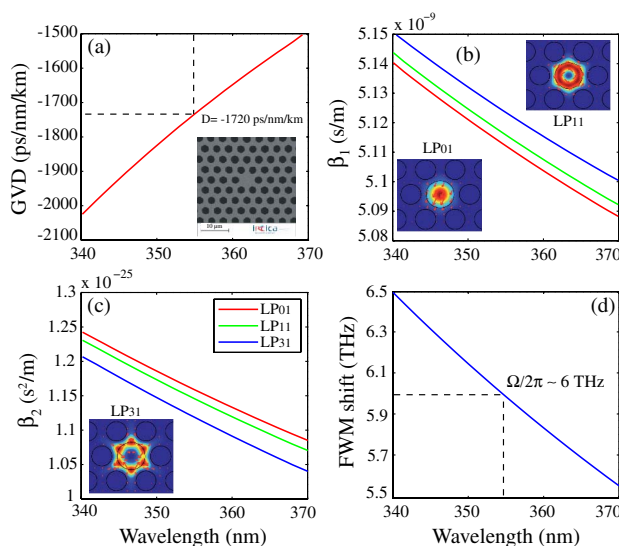 (a)
GVD (ps/nm/km)
-1500
-1600
-1700
-1800
-1900
-2000
-2100
D= -1720 ps/nm/km
10 μm
340 350 360 370
x 10⁻⁹
(b)
β₁ (s/m)
5.15
5.14
5.13
5.12
5.11
5.1
5.09
5.08
LP₁₁
LP₀₁
340 350 360 370
x 10⁻²⁵
(c)
β₂ (s²/m)
1.3
1.25
1.2
1.15
1.1
1.05
1
LP₀₁
LP₁₁
LP₃₁
LP₃₁
340 350 360 370
Wavelength (nm)
(d)
FWM shift (THz)
6.5
6.3
6.1
5.9
5.7
5.5
Ω/2π ~ 6 THz
340 350 360 370
Wavelength (nm)